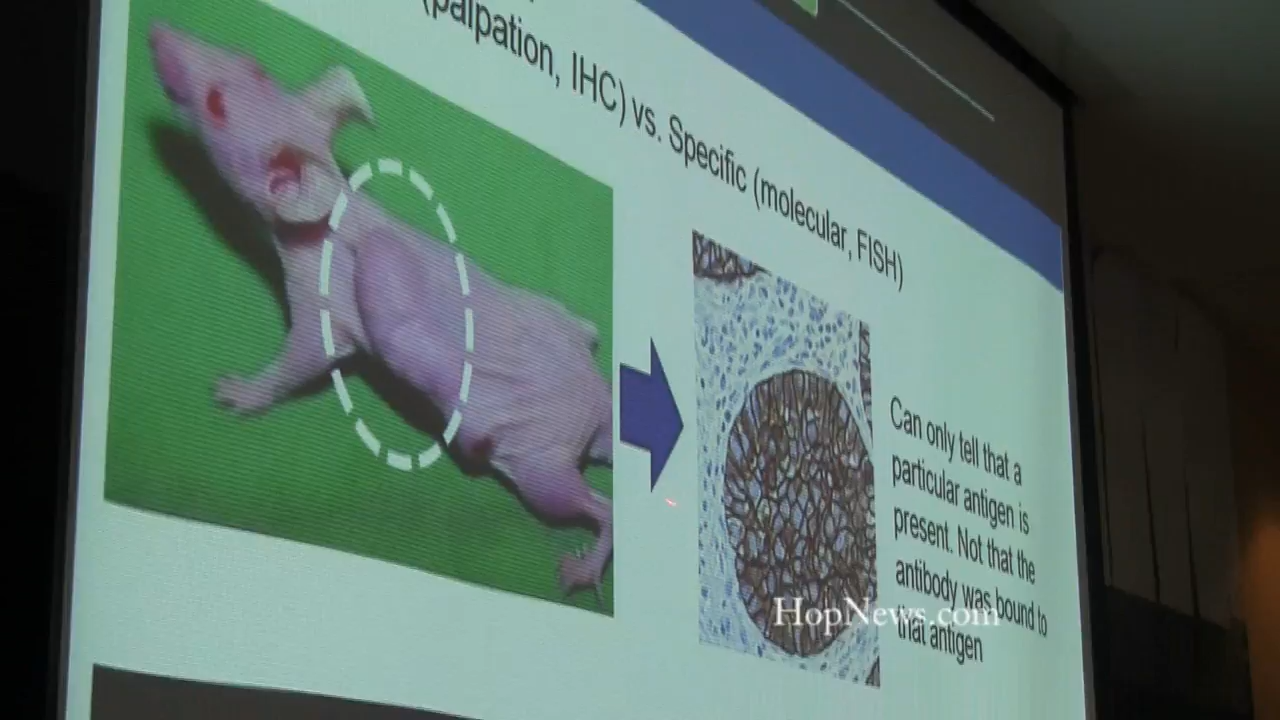 (palpation, IHC) vs. Specific (molecular, FISH)
Can only tell that a
particular antigen is
present. Not that the
antibody was bound to
that antigen
HopNews.com